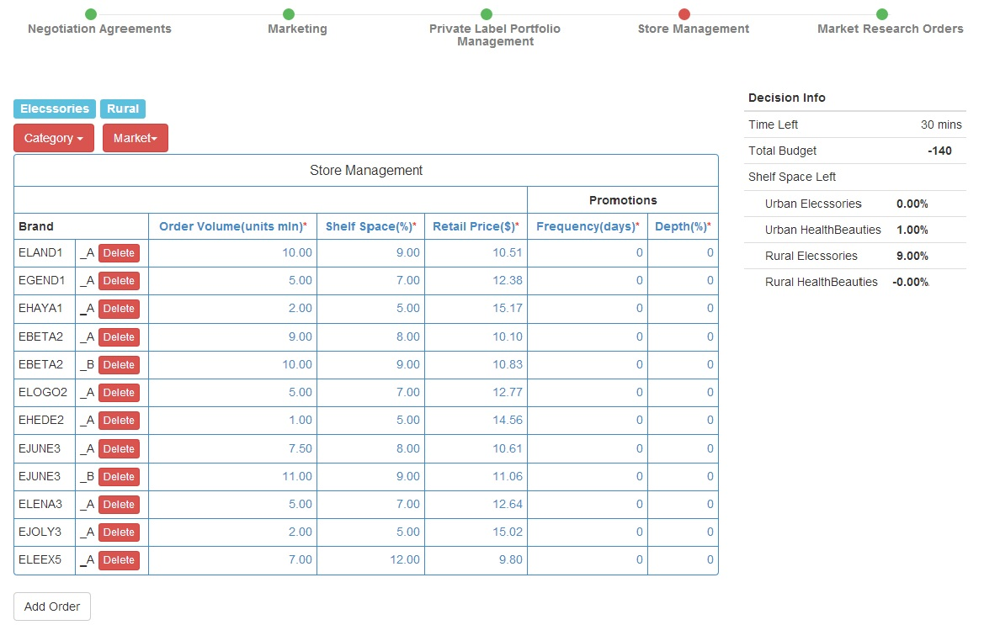 Negotiation Agreements Marketing Private Label Portfolio Store Management Market Research Orders
Management
Elecssories Rural
Category Market
Store Management
Promotions
Brand Order Volume(units mln)* Shelf Space(%)* Retail Price($)* Frequency(days)* Depth(%)*
ELAND1 _A Delete 10.00 9.00 10.51 0 0
EGEND1 _A Delete 5.00 7.00 12.38 0 0
EHAYA1 _A Delete 2.00 5.00 15.17 0 0
EBETA2 _A Delete 9.00 8.00 10.10 0 0
EBETA2 _B Delete 10.00 9.00 10.83 0 0
ELOGO2 _A Delete 5.00 7.00 12.77 0 0
EHEDE2 _A Delete 1.00 5.00 14.56 0 0
EJUNE3 _A Delete 7.50 8.00 10.61 0 0
EJUNE3 _B Delete 11.00 9.00 11.06 0 0
ELENA3 _A Delete 5.00 7.00 12.64 0 0
EJOLY3 _A Delete 2.00 5.00 15.02 0 0
ELEEX5 _A Delete 7.00 12.00 9.80 0 0
Add Order
Decision Info
Time Left 30 mins
Total Budget -140
Shelf Space Left
Urban Elecssories 0.00%
Urban HealthBeauties 1.00%
Rural Elecssories 9.00%
Rural HealthBeauties -0.00%